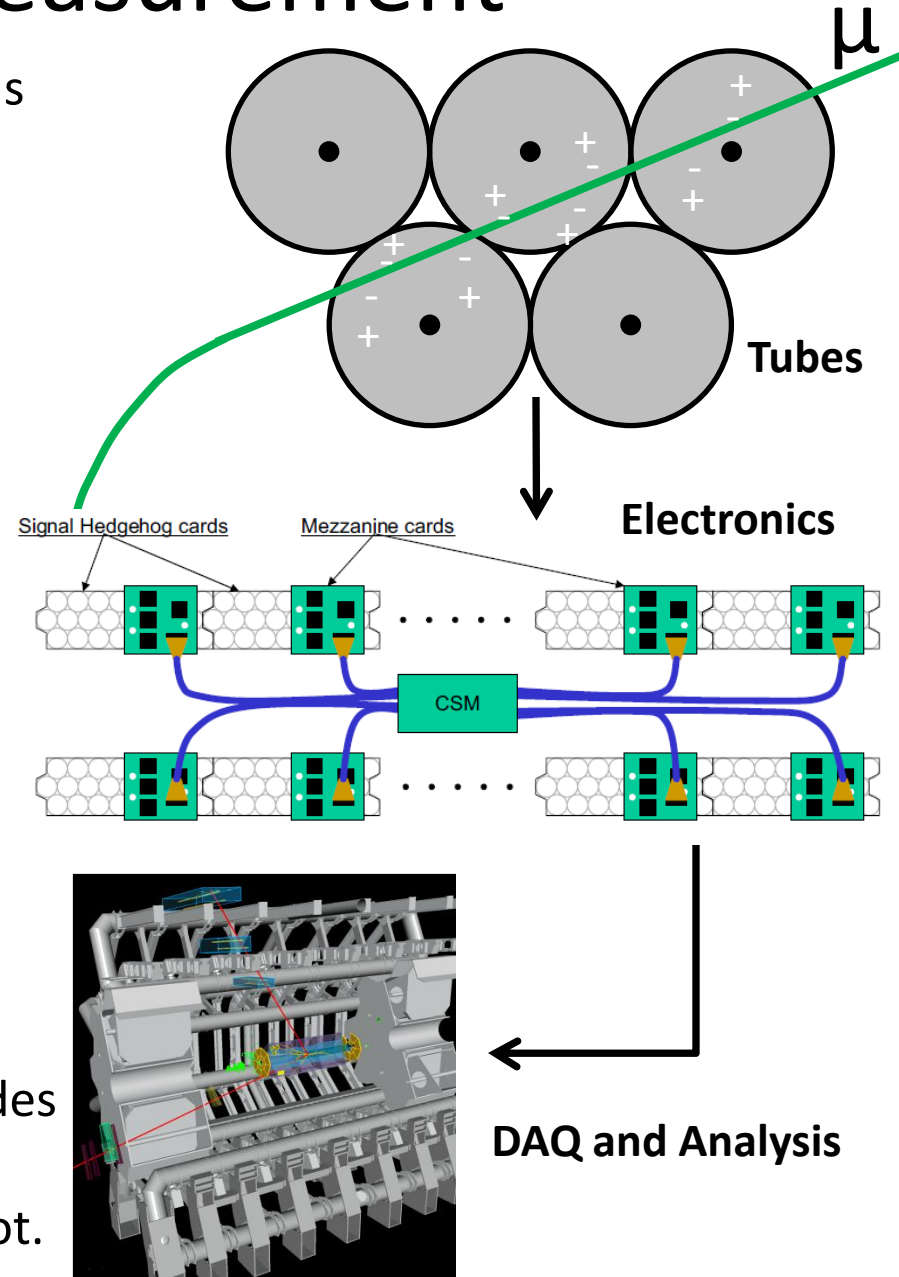 μ
s
+
-
+
-
+
-
-
+
-
+
+
-
-
+
-
+
Tubes
Electronics
Signal Hedgehog cards
Mezzanine cards
CSM
DAQ and Analysis